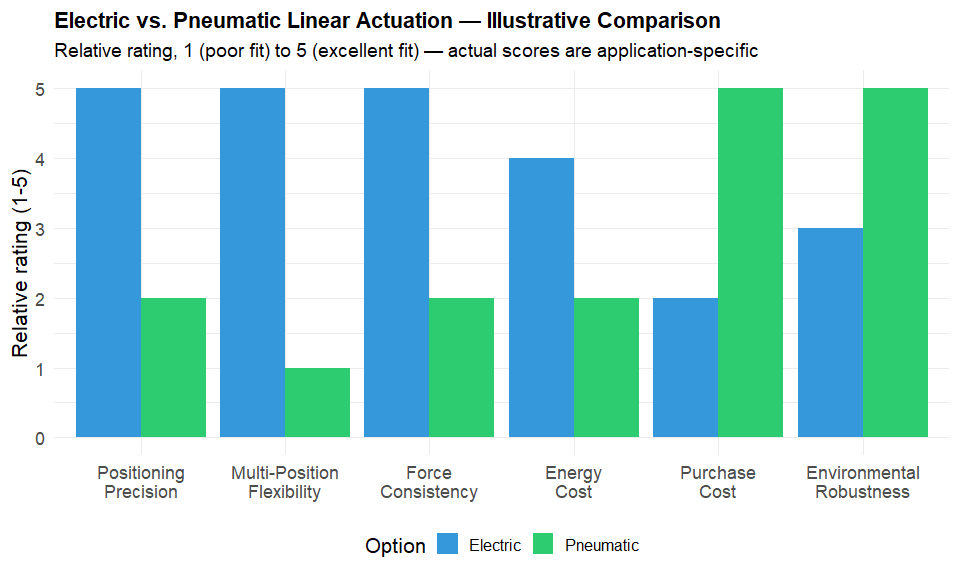 Electric vs. Pneumatic Linear Actuation — Illustrative Comparison
Relative rating, 1 (poor fit) to 5 (excellent fit) — actual scores are application-specific
Relative rating (1-5)
5
4
3
2
1
0
Positioning
Precision
Multi-Position
Flexibility
Force
Consistency
Energy
Cost
Purchase
Cost
Environmental
Robustness
Option
Electric
Pneumatic